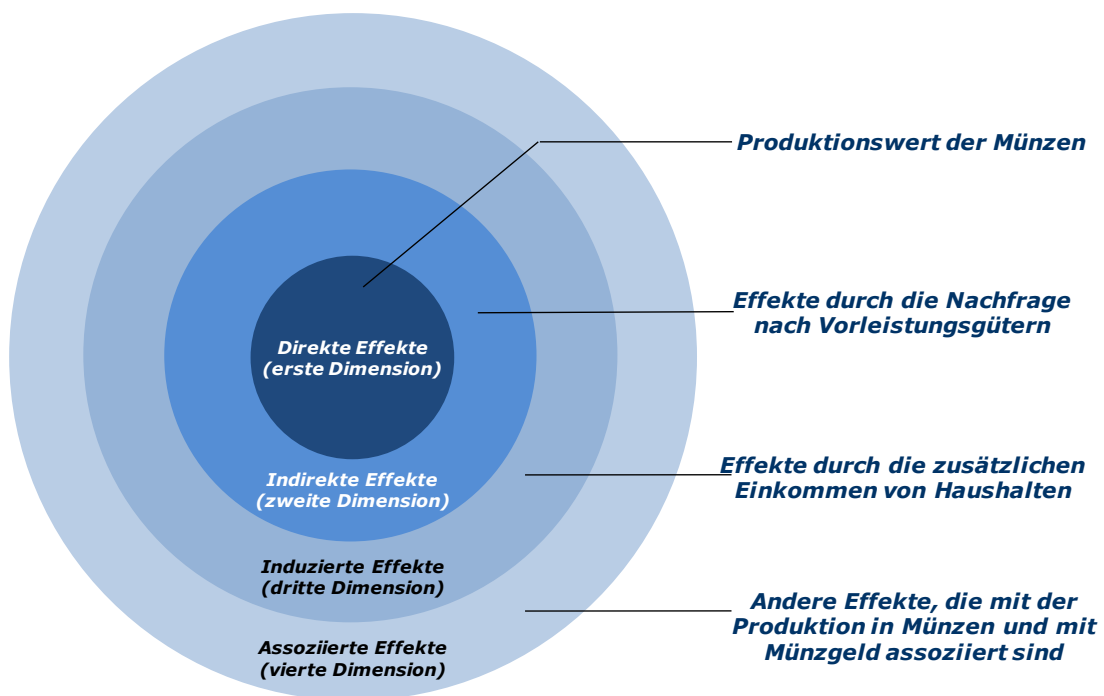 Produktionswert der Münzen
Effekte durch die Nachfrage
nach Vorleistungsgütern
Direkte Effekte
(erste Dimension)
Effekte durch die zusätzlichen
Einkommen von Haushalten
Indirekte Effekte
(zweite Dimension)
Induzierte Effekte
(dritte Dimension)
Andere Effekte, die mit der
Produktion in Münzen und mit
Münzgeld assoziiert sind
Assoziierte Effekte
(vierte Dimension)